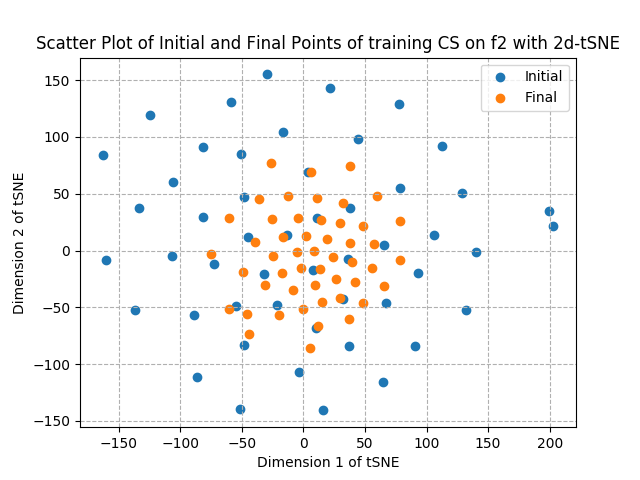 Scatter Plot of Initial and Final Points of training CS on f2 with 2d-tSNE
Initial
Final
150
100
50
0
−50
−100
−150
Dimension 2 of tSNE
−150 −100 −50 0 50 100 150 200
Dimension 1 of tSNE